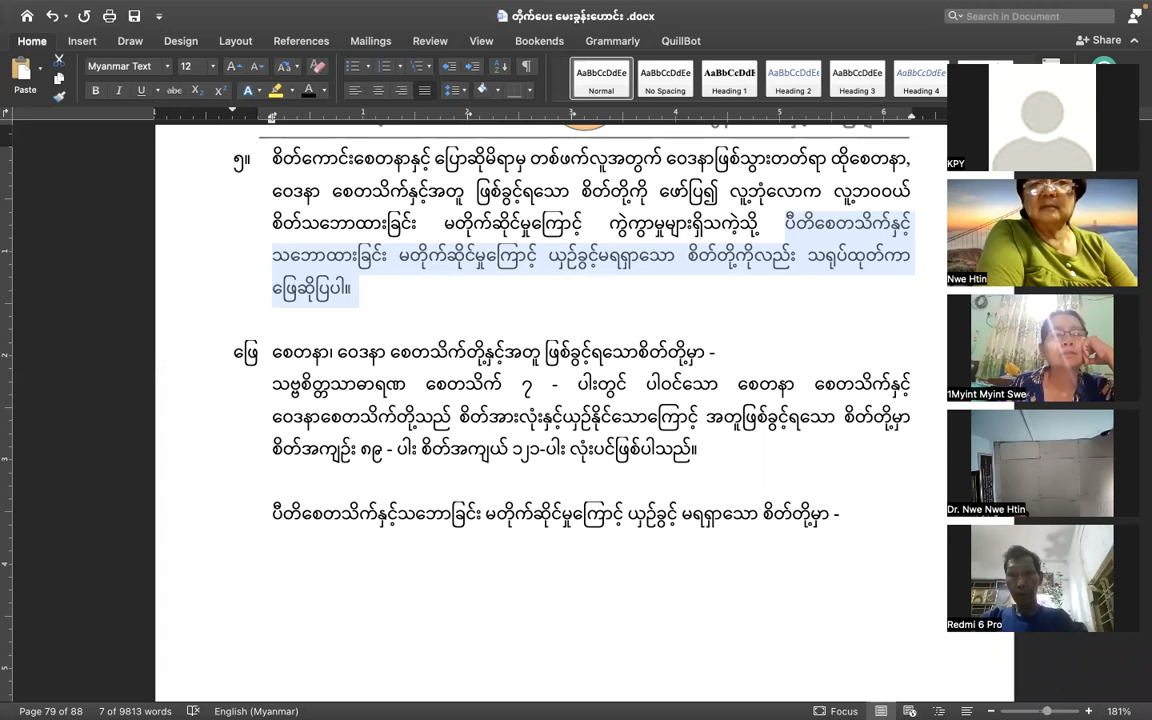 တိုက်ပေး မေးခွန်းဟောင်း .docx
Search in Document
Home Insert Draw Design Layout References Mailings Review View Bookends Grammarly QuillBot
Share
Paste
Myanmar Text 12
AaBbCcDdEe AaBbCcDdEe AaBbCcDdE AaBbCcDdEe AaBbCcDdEe AaBbCcDdEe
Normal No Spacing Heading 1 Heading 2 Heading 3 Heading 4
၅။ စိတ်ကောင်းစေတနာနှင့် ပြောဆိုမိရာမှ တစ်ဖက်လူအတွက် ဝေဒနာဖြစ်သွားတတ်ရာ ထိုစေတနာ,
ဝေဒနာ စေတသိက်နှင့်အတူ ဖြစ်ခွင့်ရသော စိတ်တို့ကို ဖော်ပြ၍ လူ့ဘုံလောက လူ့ဘဝဝယ်
စိတ်သဘောထားခြင်း မတိုက်ဆိုင်မှုကြောင့် ကွဲကွာမှုများရှိသကဲ့သို့ ပီတိစေတသိက်နှင့်
သဘောထားခြင်း မတိုက်ဆိုင်မှုကြောင့် ယှဉ်ခွင့်မရရှာသော စိတ်တို့ကိုလည်း သရုပ်ထုတ်ကာ
ဖြေဆိုပြပါ။
ဖြေ စေတနာ၊ ဝေဒနာ စေတသိက်တို့နှင့်အတူ ဖြစ်ခွင့်ရသောစိတ်တို့မှာ -
သဗ္ဗစိတ္တသာဓာရဏ စေတသိက် ၇ - ပါးတွင် ပါဝင်သော စေတနာ စေတသိက်နှင့်
ဝေဒနာစေတသိက်တို့သည် စိတ်အားလုံးနှင့်ယှဉ်နိုင်သောကြောင့် အတူဖြစ်ခွင့်ရသော စိတ်တို့မှာ
စိတ်အကျဉ်း ၈၉ - ပါး စိတ်အကျယ် ၁၂၁-ပါး လုံးပင်ဖြစ်ပါသည်။
ပီတိစေတသိက်နှင့်သဘောခြင်း မတိုက်ဆိုင်မှုကြောင့် ယှဉ်ခွင့် မရရှာသော စိတ်တို့မှာ -
KPY
Nwe Htin
1Myint Myint Swe
Dr. Nwe Nwe Htin
Redmi 6 Pro
Page 79 of 88 7 of 9813 words English (Myanmar) Focus 181%